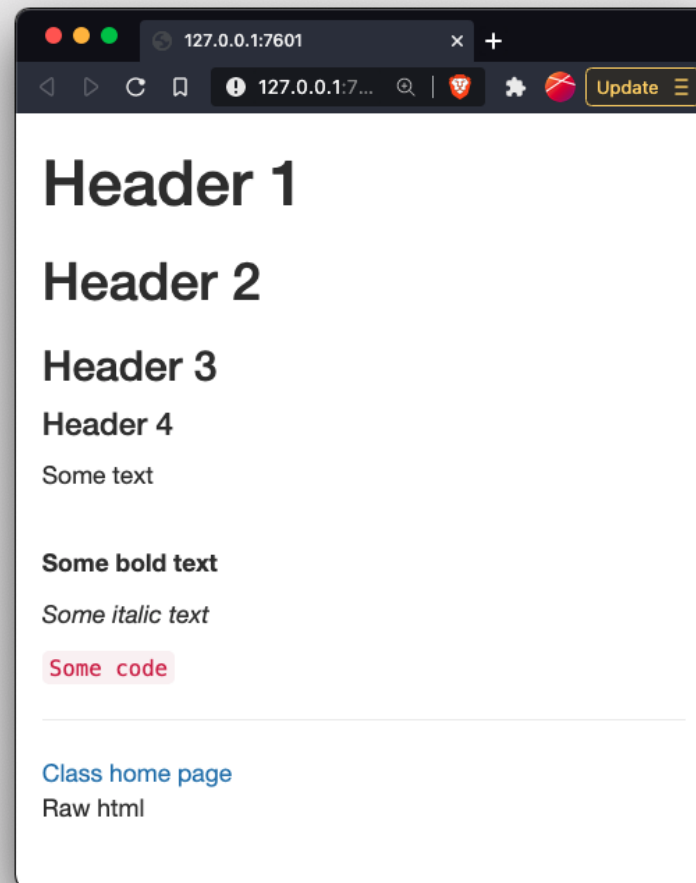 127.0.0.1:7601
127.0.0.1:7...
Update
Header 1
Header 2
Header 3
Header 4
Some text
Some bold text
Some italic text
Some code
Class home page
Raw html